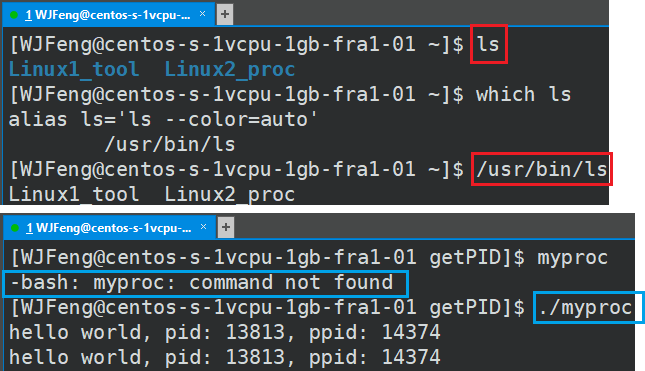 1 WJFeng@centos-s-1vcpu-... × +
[WJFeng@centos-s-1vcpu-1gb-fra1-01 ~]$ ls
Linux1_tool  Linux2_proc
[WJFeng@centos-s-1vcpu-1gb-fra1-01 ~]$ which ls
alias ls='ls --color=auto'
        /usr/bin/ls
[WJFeng@centos-s-1vcpu-1gb-fra1-01 ~]$ /usr/bin/ls
Linux1_tool  Linux2_proc
1 WJFeng@centos-s-1vcpu-... × +
[WJFeng@centos-s-1vcpu-1gb-fra1-01 getPID]$ myproc
-bash: myproc: command not found
[WJFeng@centos-s-1vcpu-1gb-fra1-01 getPID]$ ./myproc
hello world, pid: 13813, ppid: 14374
hello world, pid: 13813, ppid: 14374